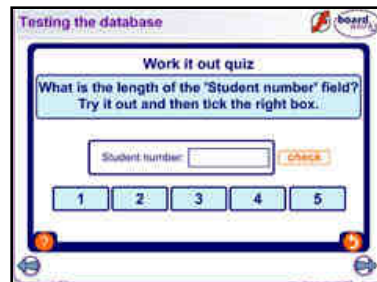 Testing the database
board
works
Work it out quiz
What is the length of the 'Student number' field?
Try it out and then tick the right box.
Student number: check
1 2 3 4 5
?